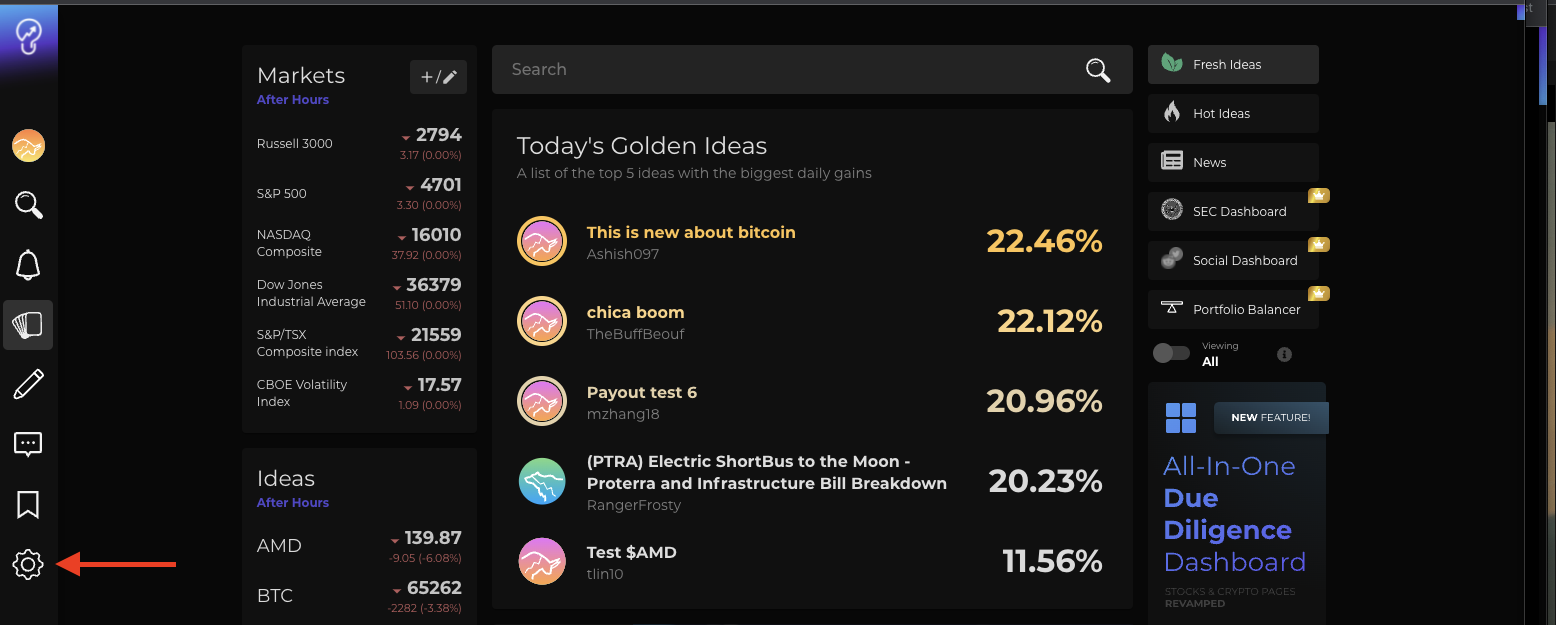 st
Markets
+/
After Hours
Russell 3000
2794
3.17 (0.00%)
S&P 500
4701
3.30 (0.00%)
NASDAQ
Composite
16010
37.92 (0.00%)
Dow Jones
Industrial Average
36379
51.10 (0.00%)
S&P/TSX
Composite index
21559
103.56 (0.00%)
CBOE Volatility
Index
17.57
1.09 (0.00%)
Ideas
After Hours
AMD
139.87
-9.05 (-6.08%)
BTC
65262
-2282 (-3.38%)
Search
Today's Golden Ideas
A list of the top 5 ideas with the biggest daily gains
This is new about bitcoin
Ashish097
22.46%
chica boom
TheBuffBeouf
22.12%
Payout test 6
mzhang18
20.96%
(PTRA) Electric ShortBus to the Moon -
Proterra and Infrastructure Bill Breakdown
RangerFrosty
20.23%
Test $AMD
tlin10
11.56%
Fresh Ideas
Hot Ideas
News
SEC Dashboard
Social Dashboard
Portfolio Balancer
Viewing
All
i
NEW FEATURE!
All-In-One
Due
Diligence
Dashboard
STOCKS & CRYPTO PAGES
REVAMPED